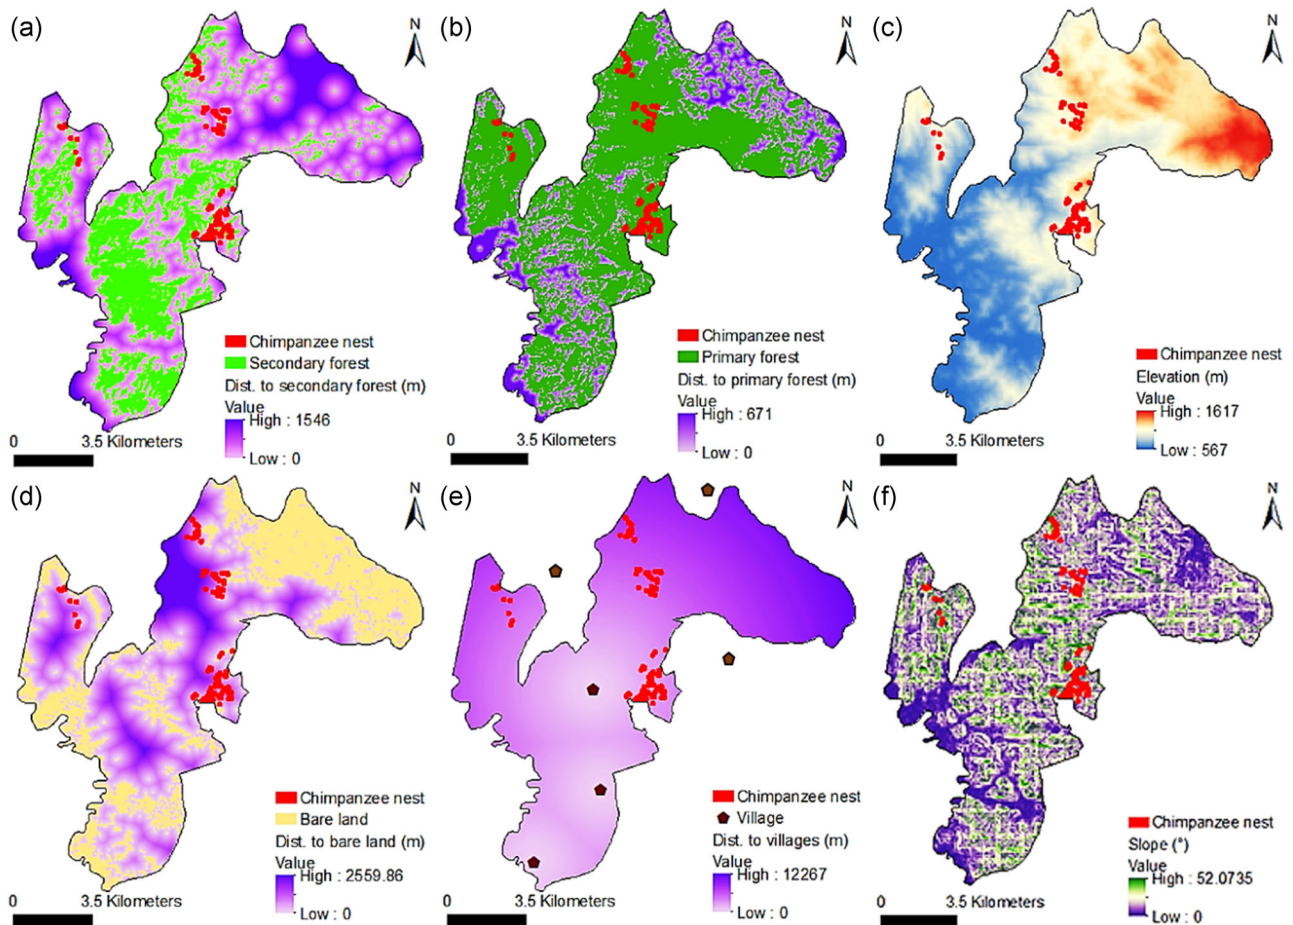 (a)
N
Chimpanzee nest
Secondary forest
Dist. to secondary forest (m)
Value
High : 1546
Low : 0
0 3.5 Kilometers
(b)
N
Chimpanzee nest
Primary forest
Dist. to primary forest (m)
Value
High : 671
Low : 0
0 3.5 Kilometers
(c)
N
Chimpanzee nest
Elevation (m)
Value
High : 1617
Low : 567
0 3.5 Kilometers
(d)
N
Chimpanzee nest
Bare land
Dist. to bare land (m)
Value
High : 2559.86
Low : 0
0 3.5 Kilometers
(e)
N
Chimpanzee nest
Village
Dist. to villages (m)
Value
High : 12267
Low : 0
0 3.5 Kilometers
(f)
N
Chimpanzee nest
Slope (°)
Value
High : 52.0735
Low : 0
0 3.5 Kilometers